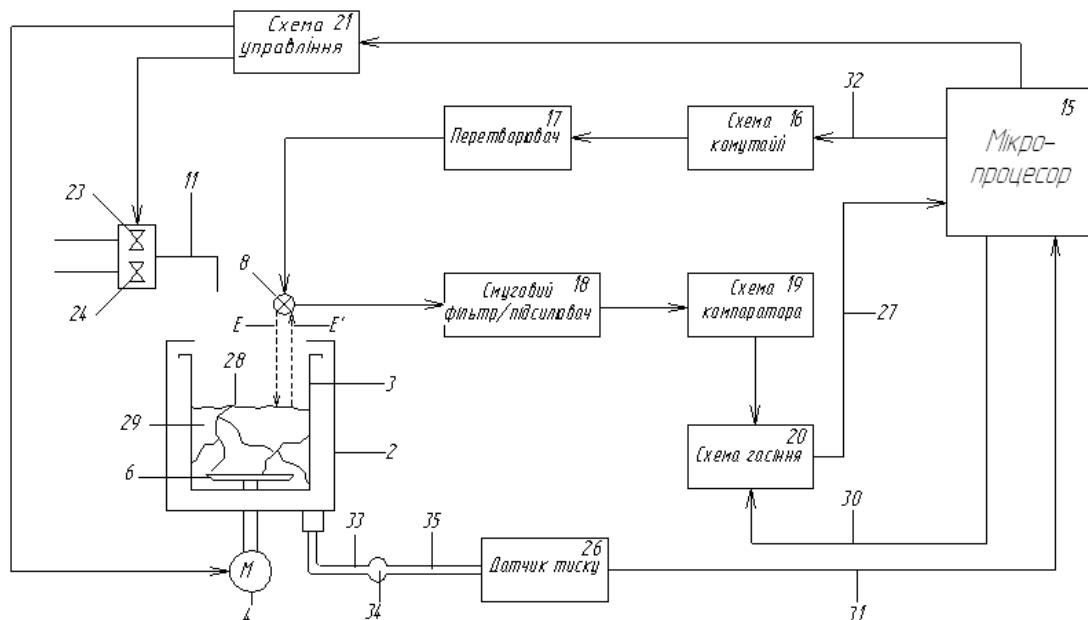 Схема 21
управління
32
15
Мікро-
процесор
17
Перетворювач
Схема 16
комутайії
23
11
24
8
E
E'
Смуговий 18
фільтр/підсилювач
Схема 19
компаратора
27
28
3
29
6
2
20
Схема гасіння
30
33
35
26
Датчик тиску
M
4
34
31